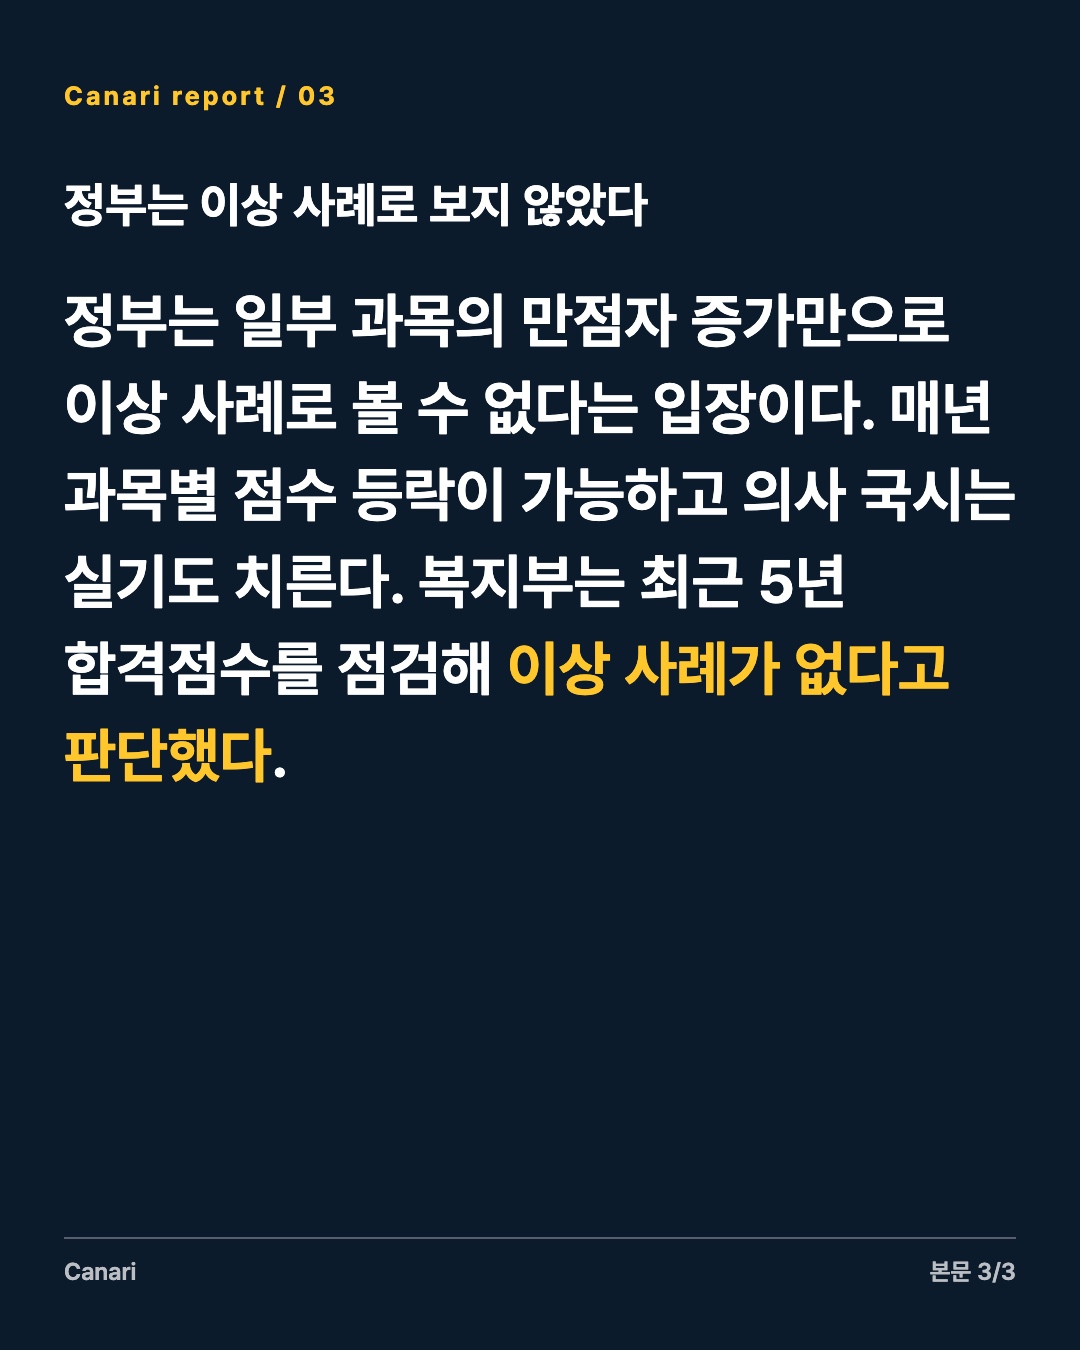 Canari report / 03
정부는 이상 사례로 보지 않았다
정부는 일부 과목의 만점자 증가만으로
이상 사례로 볼 수 없다는 입장이다. 매년
과목별 점수 등락이 가능하고 의사 국시는
실기도 치른다. 복지부는 최근 5년
합격점수를 점검해 이상 사례가 없다고
판단했다.
Canari
본문 3/3